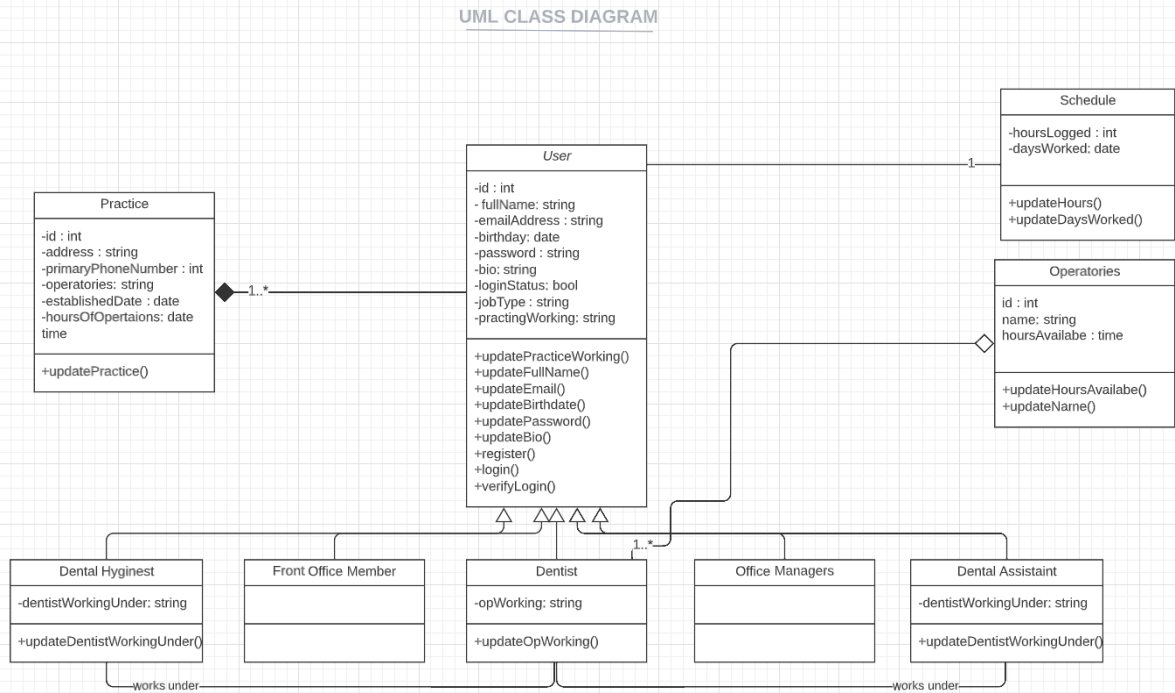 UML CLASS DIAGRAM
Schedule
-hoursLogged : int
-daysWorked: date
+updateHours()
+updateDaysWorked()
1
User
-id : int
- fullName: string
-emailAddress : string
-birthday: date
-password : string
-bio: string
-loginStatus: bool
-jobType : string
-practingWorking: string
+updatePracticeWorking()
+updateFullName()
+updateEmail()
+updateBirthdate()
+updatePassword()
+updateBio()
+register()
+login()
+verifyLogin()
Practice
-id : int
-address : string
-primaryPhoneNumber : int
-operatories: string
-establishedDate : date
-hoursOfOpertaions: date
time
+updatePractice()
1..*
Operatories
id : int
name: string
hoursAvailabe : time
+updateHoursAvailabe()
+updateName()
1..*
Dental Hyginest
-dentistWorkingUnder: string
+updateDentistWorkingUnder()
Front Office Member
Dentist
-opWorking: string
+updateOpWorking()
Office Managers
Dental Assistaint
-dentistWorkingUnder: string
+updateDentistWorkingUnder()
works under
works under